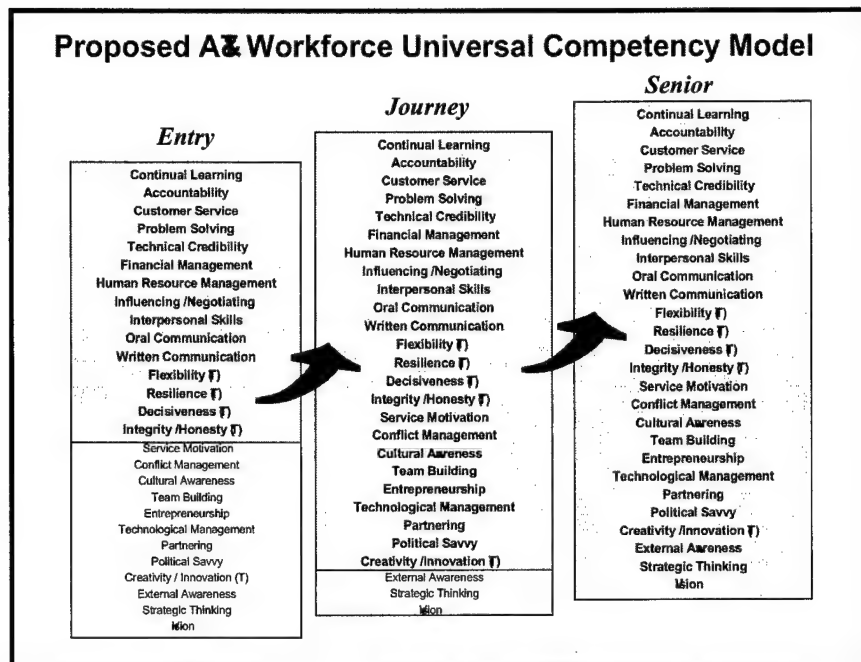 Proposed Workforce Universal Competency Model
Entry
Continual Learning
Accountability
Customer Service
Problem Solving
Technical Credibility
Financial Management
Human Resource Management
Influencing /Negotiating
Interpersonal Skills
Oral Communication
Written Communication
Flexibility (T)
Resilience (T)
Decisiveness (T)
Integrity /Honesty (T)
Service Motivation
Conflict Management
Cultural Awareness
Team Building
Entrepreneurship
Technological Management
Partnering
Political Savvy
Creativity / Innovation (T)
External Awareness
Strategic Thinking
Vision
Journey
Continual Learning
Accountability
Customer Service
Problem Solving
Technical Credibility
Financial Management
Human Resource Management
Influencing /Negotiating
Interpersonal Skills
Oral Communication
Written Communication
Flexibility (T)
Resilience (T)
Decisiveness (T)
Integrity /Honesty (T)
Service Motivation
Conflict Management
Cultural Awareness
Team Building
Entrepreneurship
Technological Management
Partnering
Political Savvy
Creativity /Innovation (T)
External Awareness
Strategic Thinking
Vision
Senior
Continual Learning
Accountability
Customer Service
Problem Solving
Technical Credibility
Financial Management
Human Resource Management
Influencing /Negotiating
Interpersonal Skills
Oral Communication
Written Communication
Flexibility (T)
Resilience (T)
Decisiveness (T)
Integrity /Honesty (T)
Service Motivation
Conflict Management
Cultural Awareness
Team Building
Entrepreneurship
Technological Management
Partnering
Political Savvy
Creativity /Innovation (T)
External Awareness
Strategic Thinking
Vision